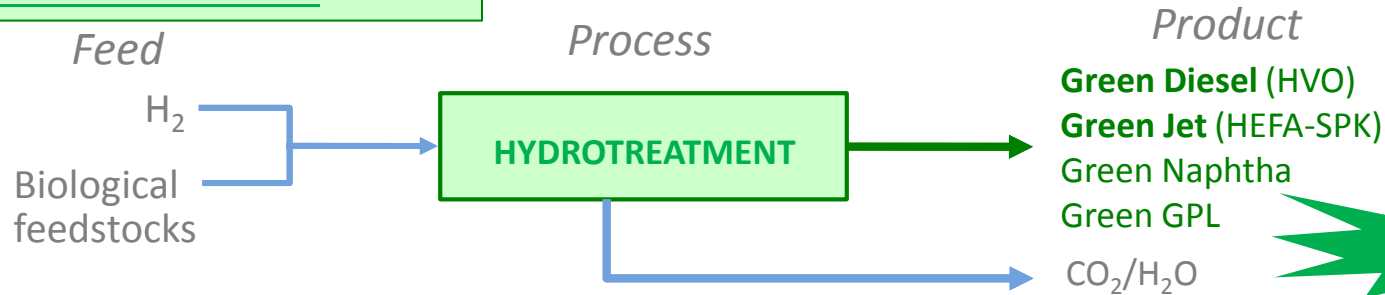 Feed
Process
Product
H₂
Biological
feedstocks
HYDROTREATMENT
Green Diesel (HVO)
Green Jet (HEFA-SPK)
Green Naphtha
Green GPL
CO₂/H₂O